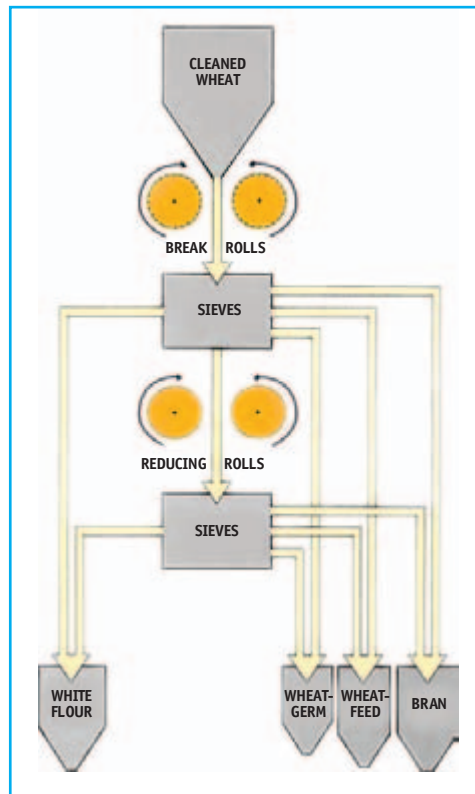 CLEANED
WHEAT
BREAK ROLLS
SIEVES
REDUCING ROLLS
SIEVES
WHITE
FLOUR
WHEAT-
GERM
WHEAT-
FEED
BRAN